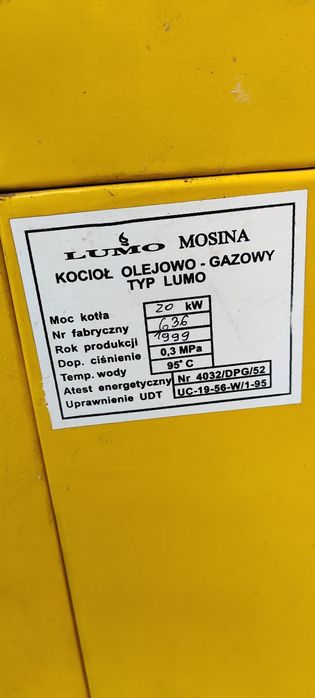 LUMO MOSINA
KOCIOŁ OLEJOWO - GAZOWY
TYP LUMO
Moc kotła 20 kW
Nr fabryczny 636
Rok produkcji 1999
Dop. ciśnienie 0,3 MPa
Temp. wody 95° C
Atest energetyczny Nr 4032/DPG/52
Uprawnienie UDT UC-19-56-W/1-95